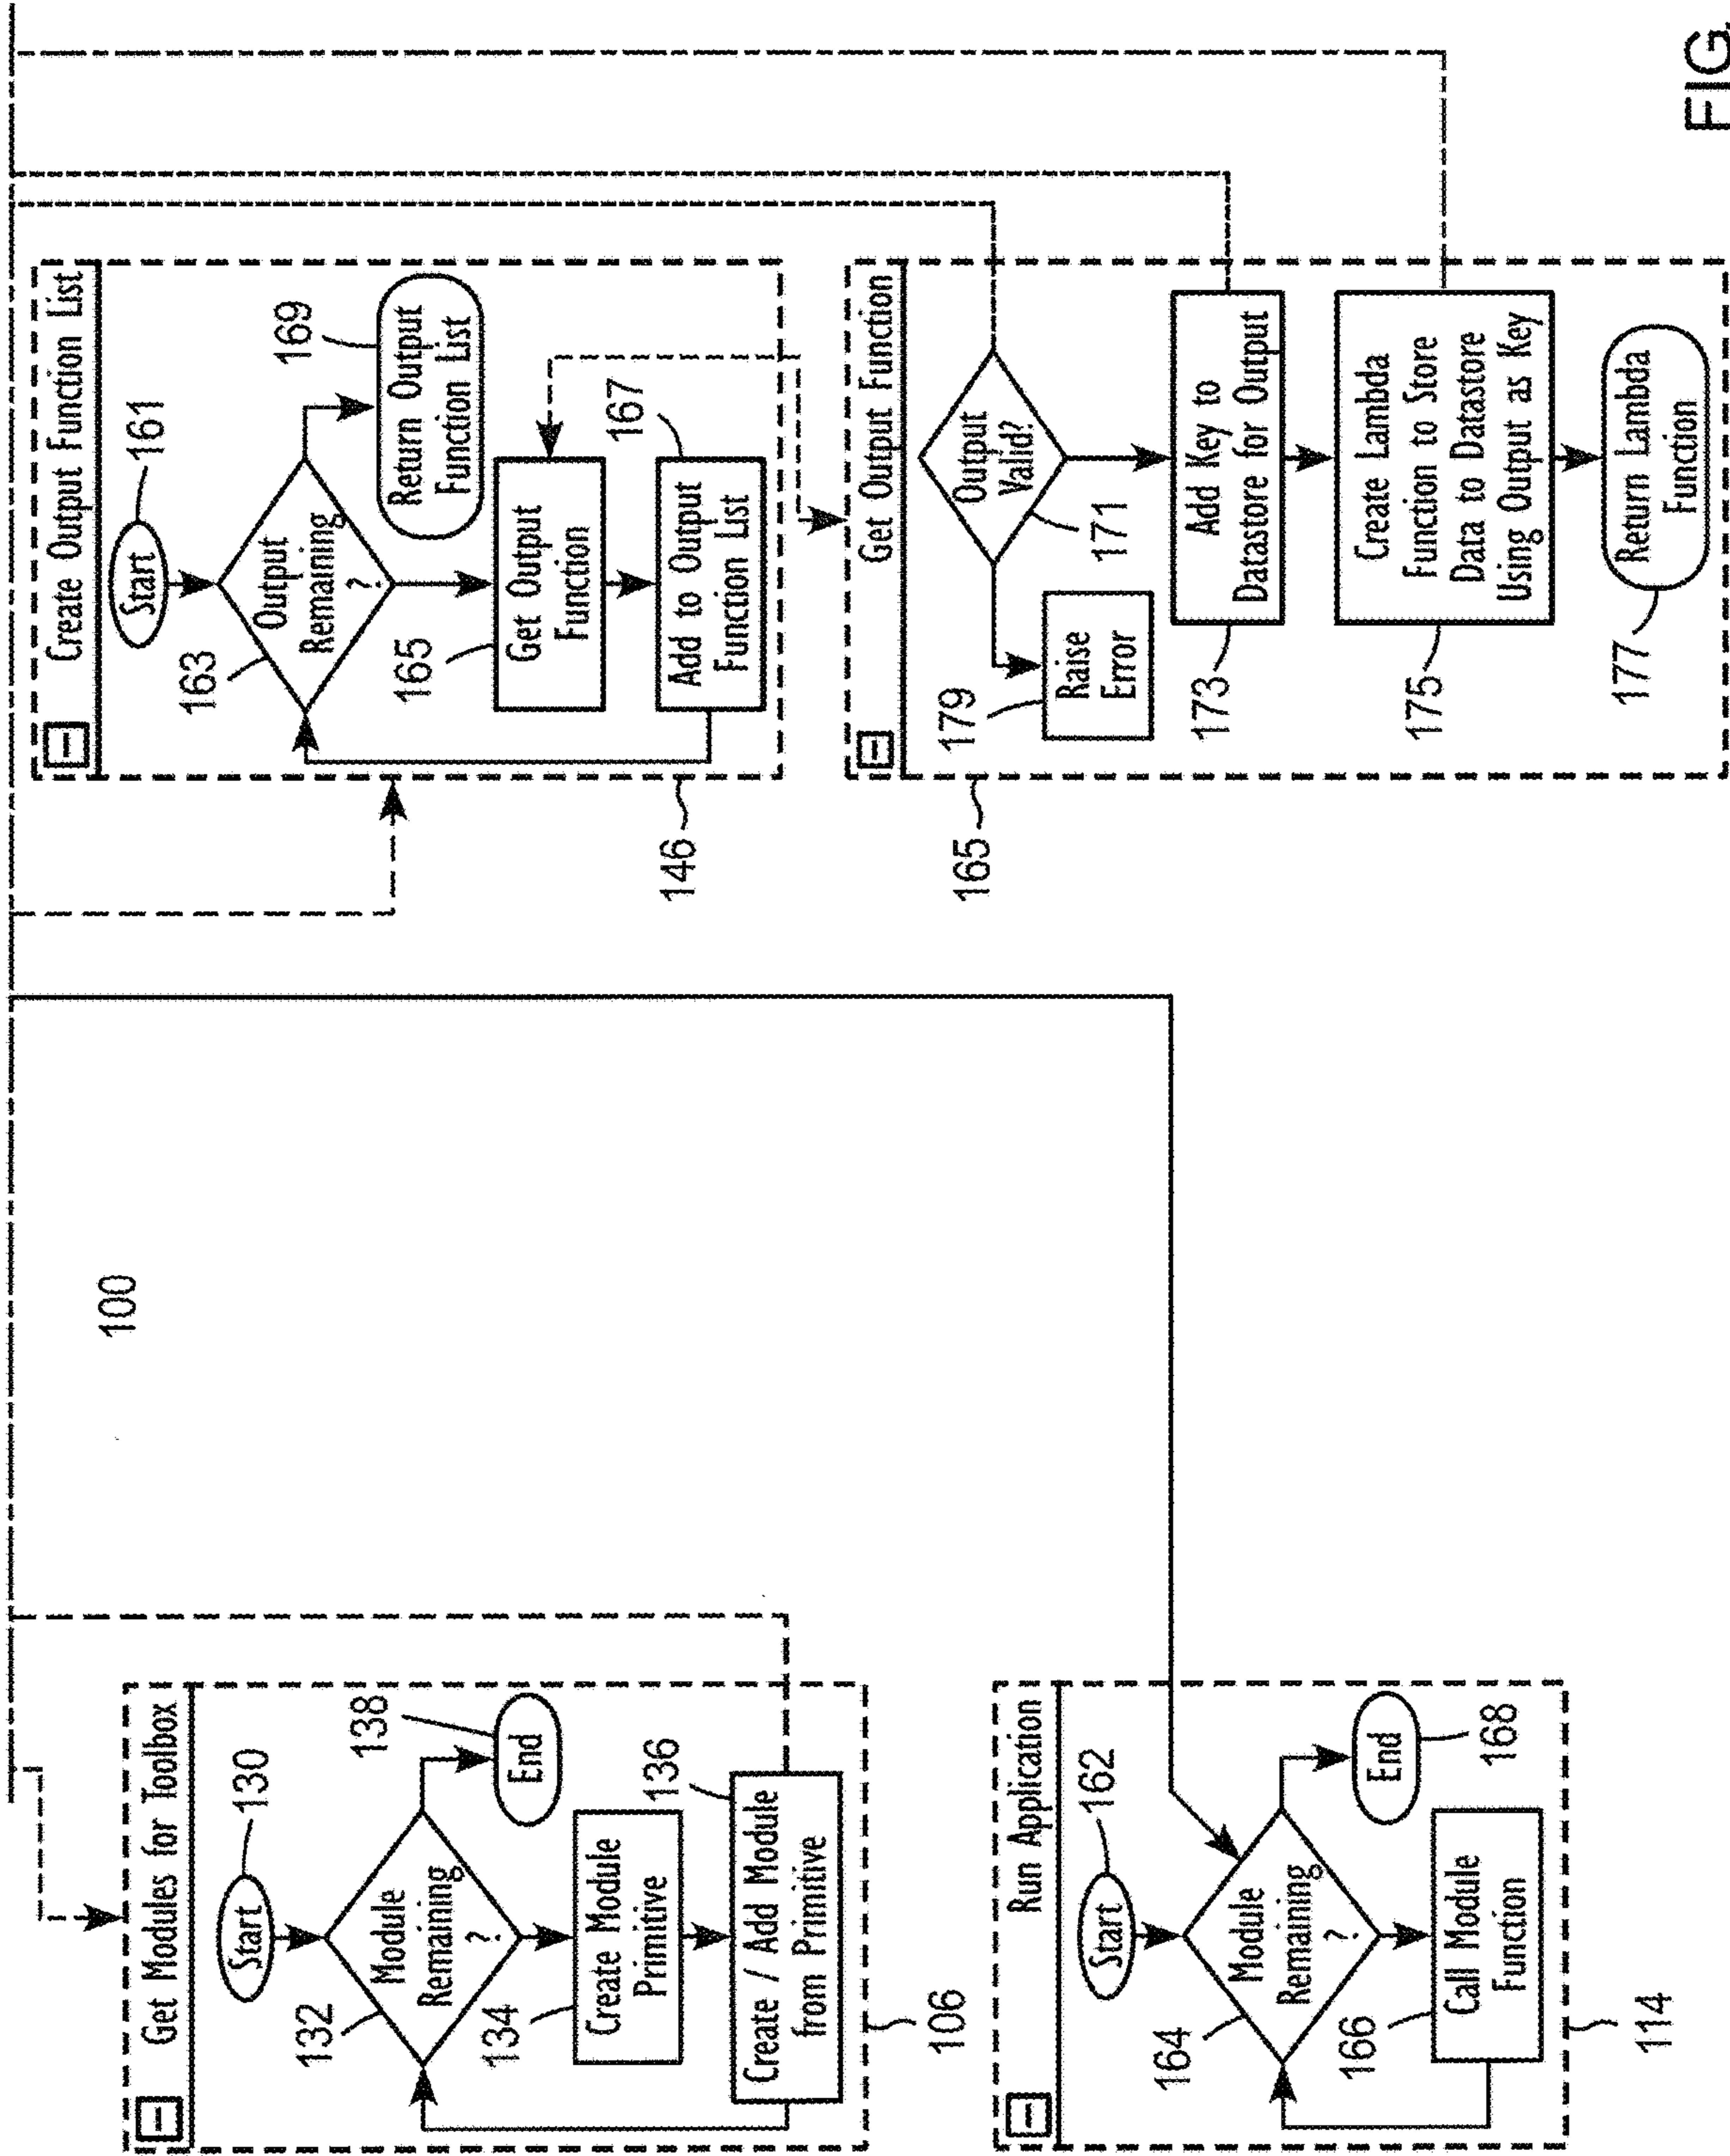 100
Get Modules for Toolbox
Start
130
132
Module
Remaining
?
138
End
134
Create Module
Primitive
136
Create / Add Module
from Primitive
106
Run Application
Start
162
164
Module
Remaining
?
End
168
166
Call Module
Function
114
Create Output Function List
Start
161
163
Output
Remaining
?
169
Return Output
Function List
165
Get Output
Function
167
Add to Output
Function List
146
Get Output Function
165
Output
Valid?
171
179
Raise
Error
173
Add Key to
Datastore for Output
175
Create Lambda
Function to Store
Data to Datastore
Using Output as Key
177
Return Lambda
Function
FIG.